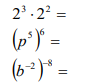 2³ · 2² =
(p⁵)⁶ =
(b⁻²)⁻⁸ =